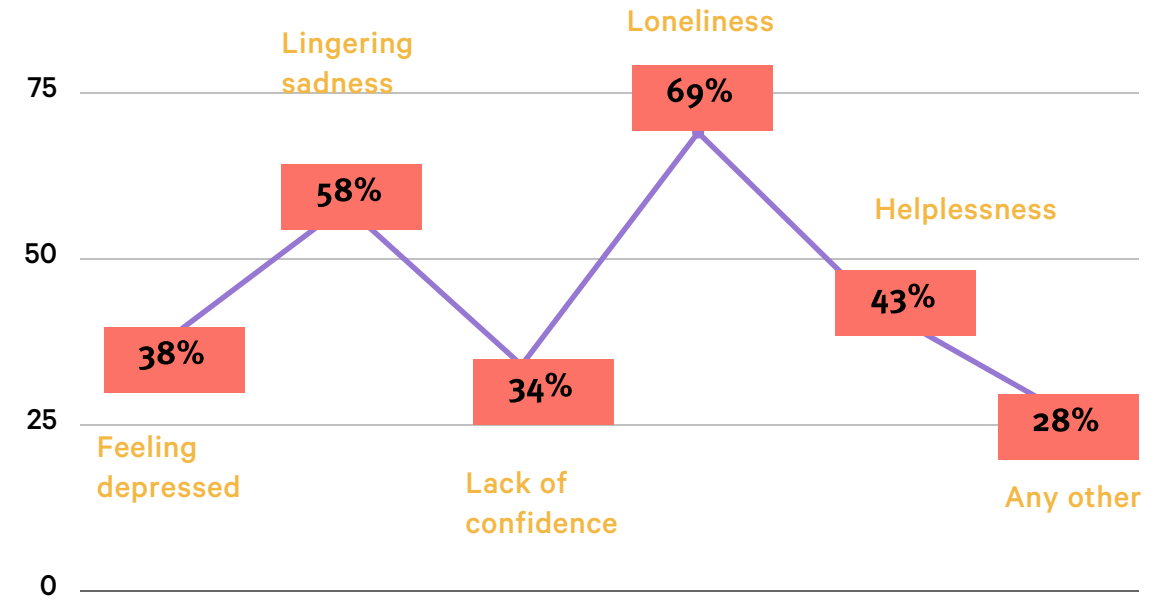 Loneliness
Lingering
sadness
75
69%
58%
Helplessness
50
43%
38%
34%
28%
25
Feeling
depressed
Lack of
confidence
Any other
0